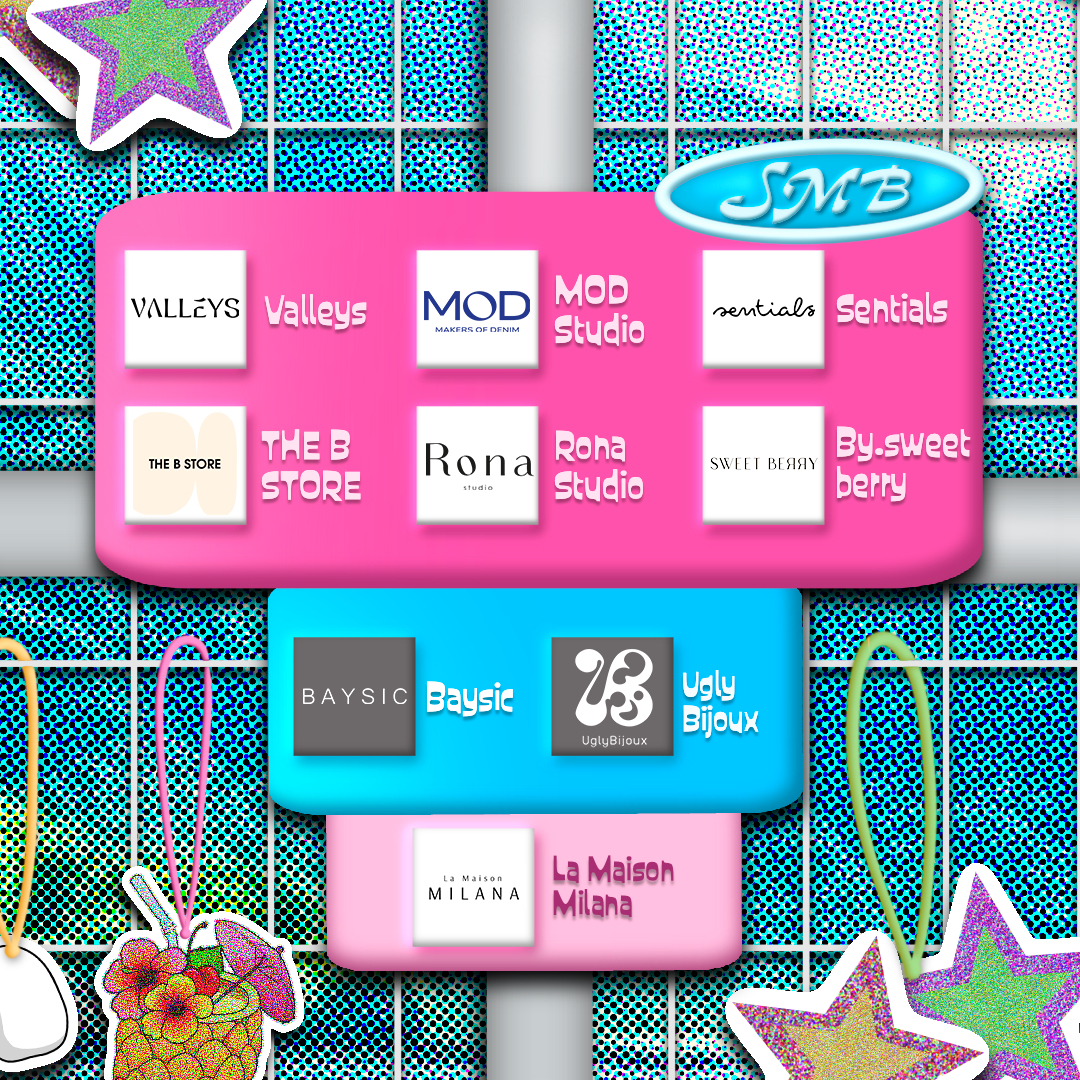 SMB
VALLEYS
Valleys
MOD
MAKERS OF DENIM
MOD
Studio
sentials
Sentials
THE B STORE
THE B
STORE
Rona
studio
Rona
Studio
SWEET BERRY
By.sweet
berry
BAYSIC
Baysic
UglyBijoux
Ugly
Bijoux
La Maison
MILANA
La Maison
Milana